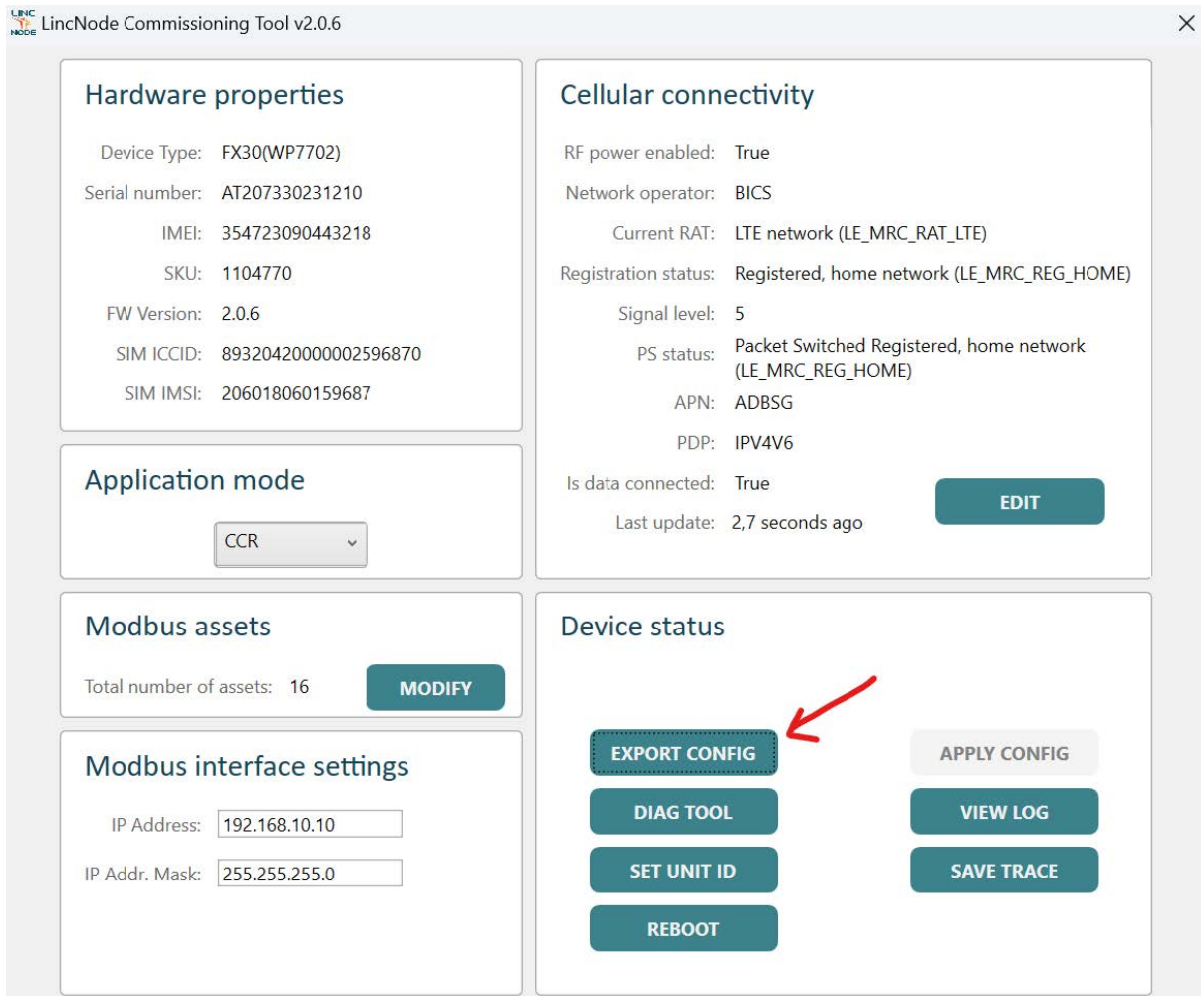 LINC
NODE
LincNode Commissioning Tool v2.0.6
Hardware properties
Device Type: FX30(WP7702)
Serial number: AT207330231210
IMEI: 354723090443218
SKU: 1104770
FW Version: 2.0.6
SIM ICCID: 89320420000002596870
SIM IMSI: 206018060159687
Application mode
CCR
Modbus assets
Total number of assets: 16
MODIFY
Modbus interface settings
IP Address: 192.168.10.10
IP Addr. Mask: 255.255.255.0
Cellular connectivity
RF power enabled: True
Network operator: BICS
Current RAT: LTE network (LE_MRC_RAT_LTE)
Registration status: Registered, home network (LE_MRC_REG_HOME)
Signal level: 5
PS status: Packet Switched Registered, home network
(LE_MRC_REG_HOME)
APN: ADBSG
PDP: IPV4V6
Is data connected: True
Last update: 2,7 seconds ago
EDIT
Device status
EXPORT CONFIG
APPLY CONFIG
DIAG TOOL
VIEW LOG
SET UNIT ID
SAVE TRACE
REBOOT